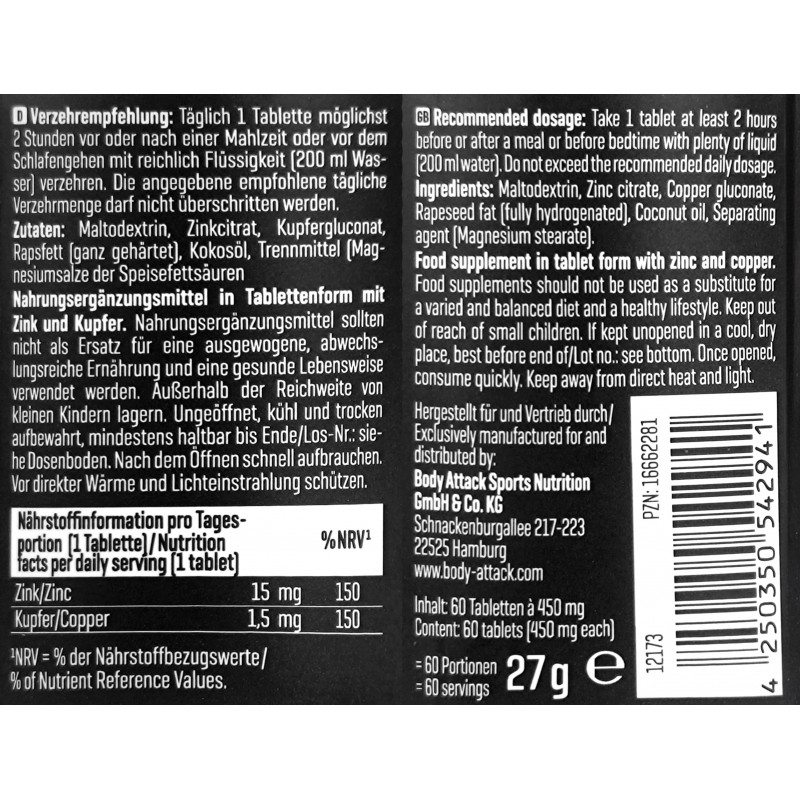 D Verzehrempfehlung: Täglich 1 Tablette möglichst
2 Stunden vor oder nach einer Mahlzeit oder vor dem
Schlafengehen mit reichlich Flüssigkeit (200 ml Was-
ser) verzehren. Die angegebene empfohlene tägliche
Verzehrmenge darf nicht überschritten werden.
Zutaten: Maltodextrin, Zinkcitrat, Kupfergluconat,
Rapsfett (ganz gehärtet), Kokosöl, Trennmittel (Mag-
nesiumsalze der Speisefettsäuren
Nahrungsergänzungsmittel in Tablettenform mit
Zink und Kupfer. Nahrungsergänzungsmittel sollten
nicht als Ersatz für eine ausgewogene, abwechs-
lungsreiche Ernährung und eine gesunde Lebensweise
verwendet werden. Außerhalb der Reichweite von
kleinen Kindern lagern. Ungeöffnet, kühl und trocken
aufbewahrt, mindestens haltbar bis Ende/Los-Nr.: sie-
he Dosenboden. Nach dem Öffnen schnell aufbrauchen.
Vor direkter Wärme und Lichteinstrahlung schützen.
Nährstoffinformation pro Tages-
portion (1 Tablette)/Nutrition
facts per daily serving (1 tablet)
%NRV¹
Zink/Zinc 15 mg 150
Kupfer/Copper 1,5 mg 150
¹NRV = % der Nährstoffbezugswerte/
% of Nutrient Reference Values.
GB Recommended dosage: Take 1 tablet at least 2 hours
before or after a meal or before bedtime with plenty of liquid
(200 ml water). Do not exceed the recommended daily dosage.
Ingredients: Maltodextrin, Zinc citrate, Copper gluconate,
Rapeseed fat (fully hydrogenated), Coconut oil, Separating
agent (Magnesium stearate).
Food supplement in tablet form with zinc and copper.
Food supplements should not be used as a substitute for
a varied and balanced diet and a healthy lifestyle. Keep out
of reach of small children. If kept unopened in a cool, dry
place, best before end of/Lot no.: see bottom. Once opened,
consume quickly. Keep away from direct heat and light.
Hergestellt für und Vertrieb durch/
Exclusively manufactured for and
distributed by:
Body Attack Sports Nutrition
GmbH & Co. KG
Schnackenburgallee 217-223
22525 Hamburg
www.body-attack.com
Inhalt: 60 Tabletten à 450 mg
Content: 60 tablets (450 mg each)
= 60 Portionen
= 60 servings
27 g e
PZN: 16662281
12173
4 250350 542941